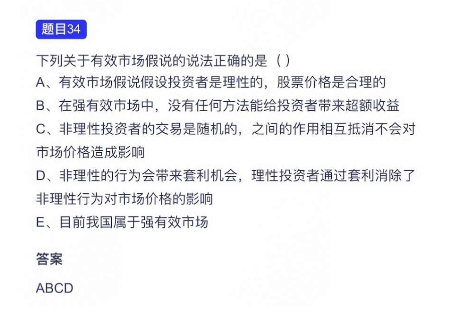 题目34
下列关于有效市场假说的说法正确的是（ ）
A、有效市场假说假设投资者是理性的，股票价格是合理的
B、在强有效市场中，没有任何方法能给投资者带来超额收益
C、非理性投资者的交易是随机的，之间的作用相互抵消不会对
市场价格造成影响
D、非理性的行为会带来套利机会，理性投资者通过套利消除了
非理性行为对市场价格的影响
E、目前我国属于强有效市场
答案
ABCD